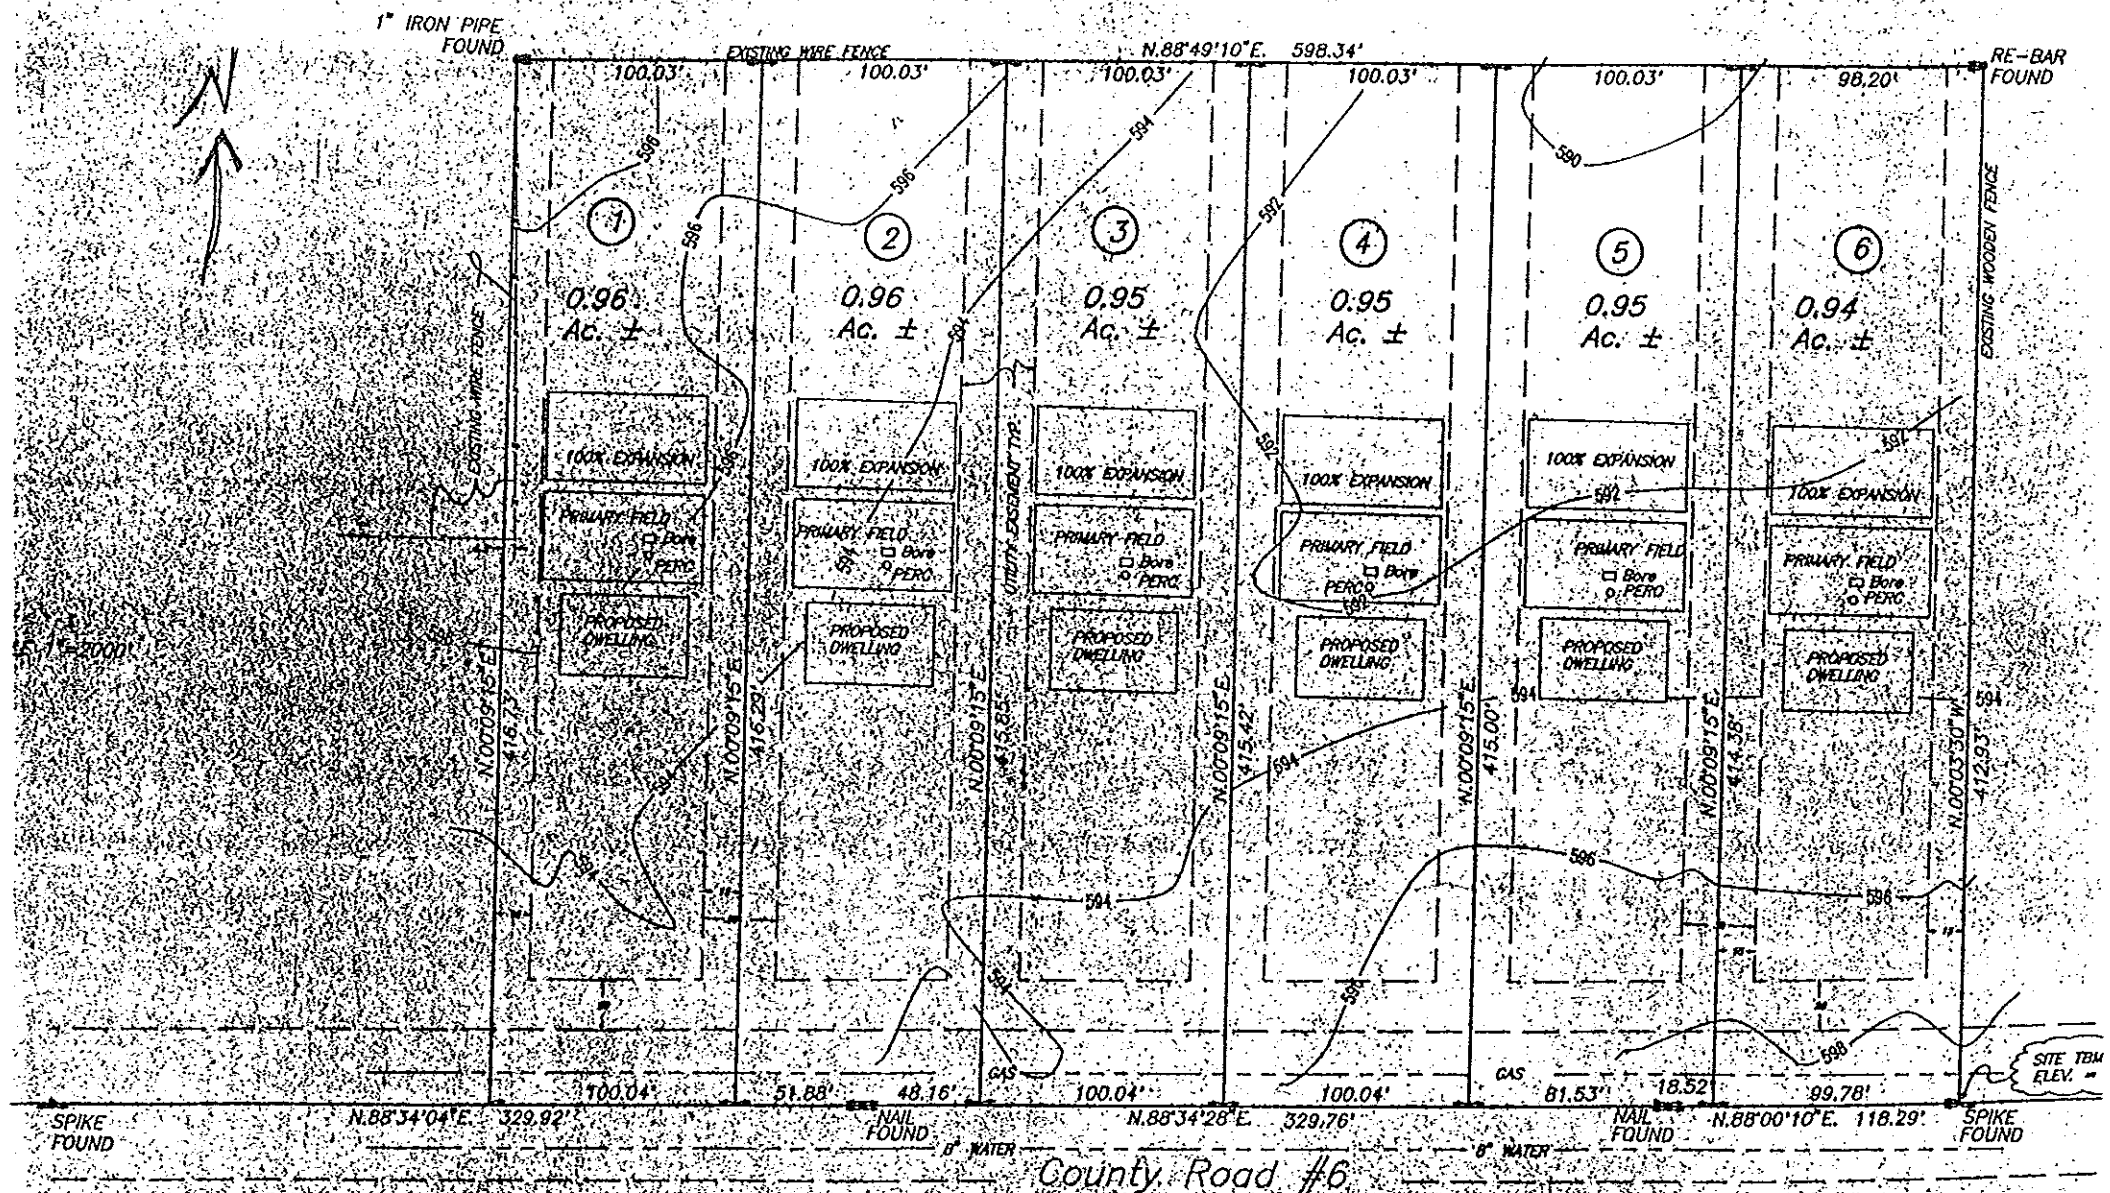 1" IRON PIPE
FOUND
EXISTING WIRE FENCE
N.88°49'10"E. 598.34'
RE-BAR
FOUND
100.03'
100.03'
100.03'
100.03'
100.03'
98.20'
N
596
596
594
592
590
596
594
1
2
3
4
5
6
0.96
Ac. ±
0.96
Ac. ±
0.95
Ac. ±
0.95
Ac. ±
0.95
Ac. ±
0.94
Ac. ±
EXISTING WIRE FENCE
UTILITY EASEMENT TYP.
EXISTING WOODEN FENCE
596
592
592
592
100% EXPANSION
100% EXPANSION
100% EXPANSION
100% EXPANSION
100% EXPANSION
100% EXPANSION
PRIMARY FIELD
Bore
PERC
PRIMARY FIELD
594
Bore
PERC
PRIMARY FIELD
Bore
PERC
PRIMARY FIELD
Bore
PERC
592
PRIMARY FIELD
Bore
PERC
PRIMARY FIELD
Bore
PERC
PROPOSED
DWELLING
PROPOSED
DWELLING
PROPOSED
DWELLING
PROPOSED
DWELLING
PROPOSED
DWELLING
PROPOSED
DWELLING
1"=2000'
N.00°09'15"E.
416.73'
N.00°09'15"E.
416.29'
N.00°09'15"E.
415.85'
N.00°09'15"E.
415.42'
N.00°09'15"E.
415.00'
N.00°09'15"E.
414.38'
N.00°03'30"W.
412.93'
594
594
594
594
594
594
594
596
596
596
598
GAS
GAS
SITE TBM
ELEV. =
100.04'
51.88'
48.16'
100.04'
100.04'
81.53'
18.52'
99.78'
SPIKE
FOUND
N.88°34'04"E. 329.92'
NAIL
FOUND
N.88°34'28"E. 329.76'
NAIL
FOUND
N.88°00'10"E. 118.29'
SPIKE
FOUND
8" WATER
8" WATER
County Road #6